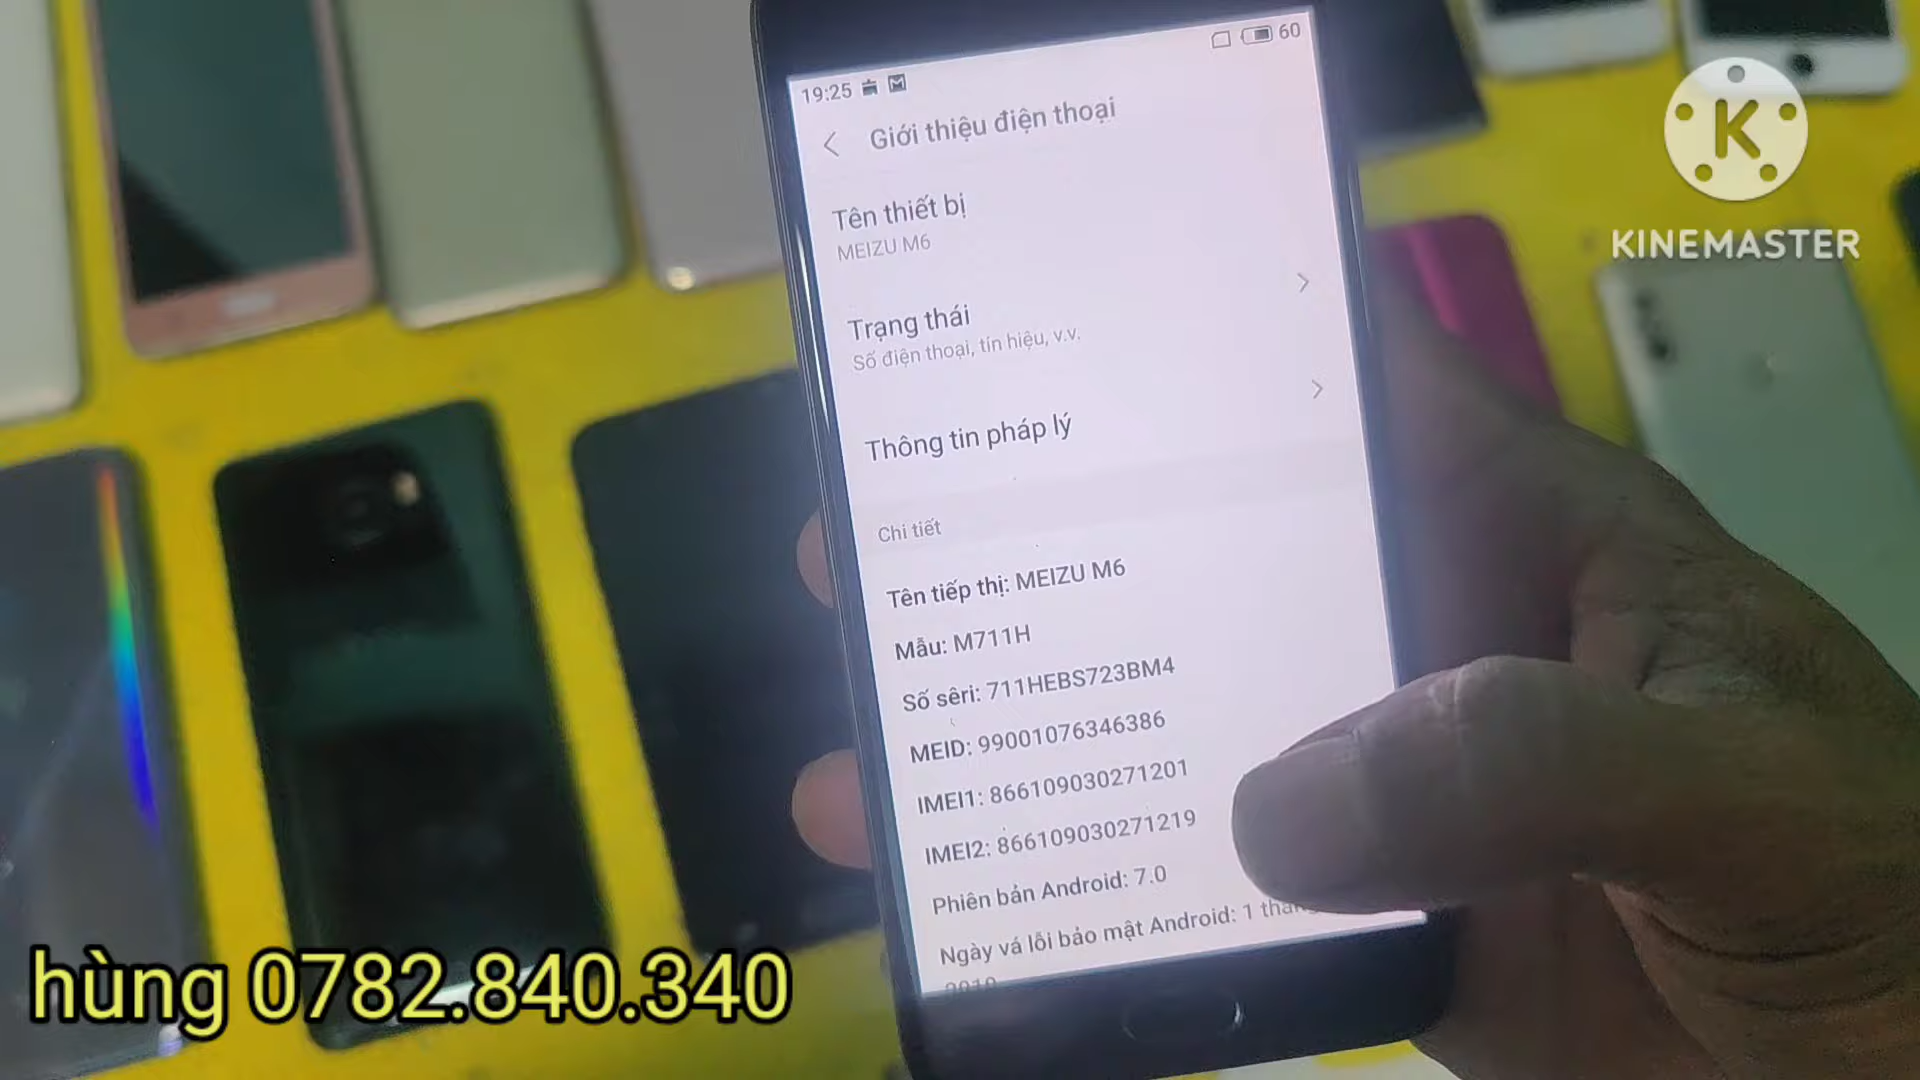 19:25
60
Giới thiệu điện thoại
Tên thiết bị
MEIZU M6
Trạng thái
Số điện thoại, tín hiệu, v.v.
Thông tin pháp lý
Chi tiết
Tên tiếp thị: MEIZU M6
Mẫu: M711H
Số sêri: 711HEBS723BM4
MEID: 99001076346386
IMEI1: 866109030271201
IMEI2: 866109030271219
Phiên bản Android: 7.0
Ngày vá lỗi bảo mật Android: 1
K
KINEMASTER
hùng 0782.840.340